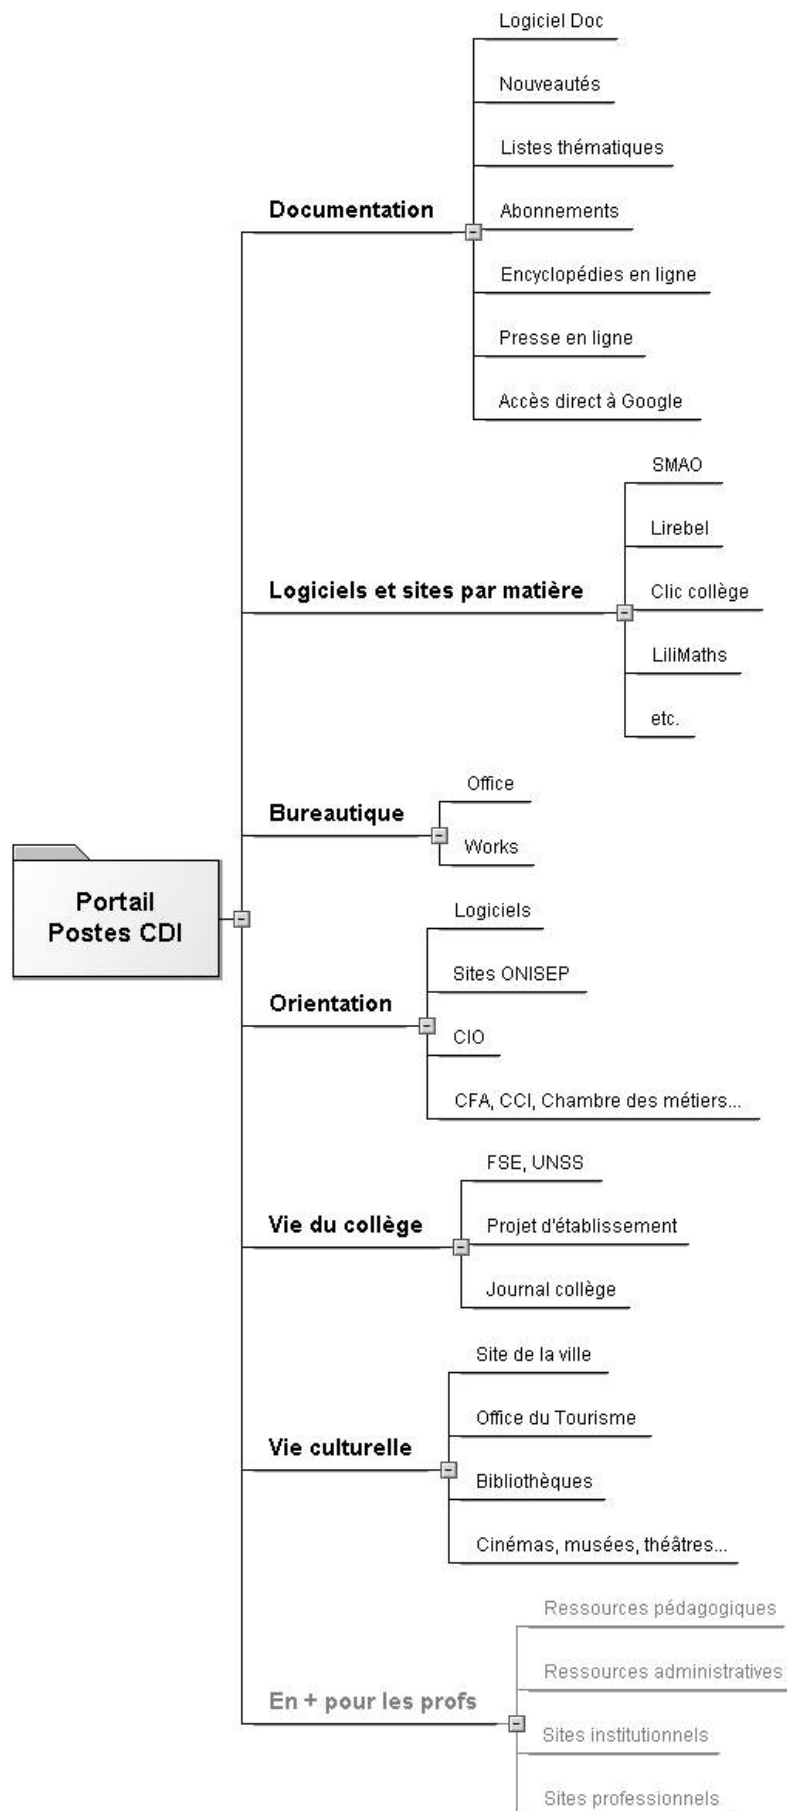 Portail
Postes CDI
Documentation
Logiciel Doc
Nouveautés
Listes thématiques
Abonnements
Encyclopédies en ligne
Presse en ligne
Accès direct à Google
Logiciels et sites par matière
SMAO
Lirebel
Clic collège
LiliMaths
etc.
Bureautique
Office
Works
Orientation
Logiciels
Sites ONISEP
CIO
CFA, CCI, Chambre des métiers...
Vie du collège
FSE, UNSS
Projet d'établissement
Journal collège
Vie culturelle
Site de la ville
Office du Tourisme
Bibliothèques
Cinémas, musées, théâtres...
En + pour les profs
Ressources pédagogiques
Ressources administratives
Sites institutionnels
Sites professionnels